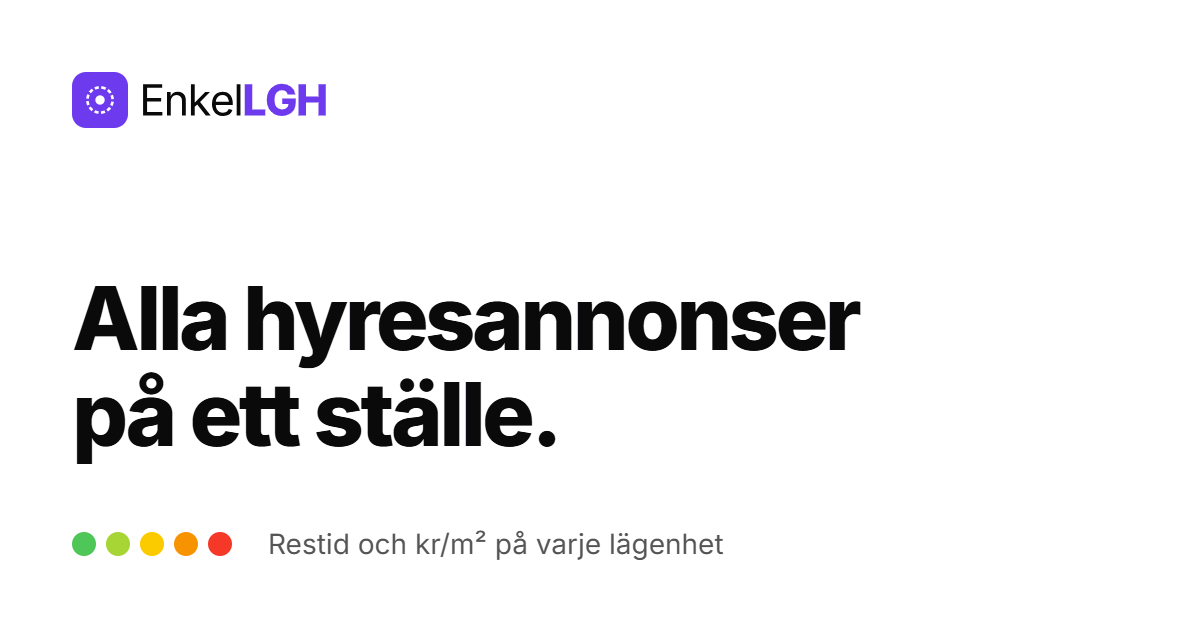 EnkelLGH
Alla hyresannonser
på ett ställe.
Restid och kr/m² på varje lägenhet